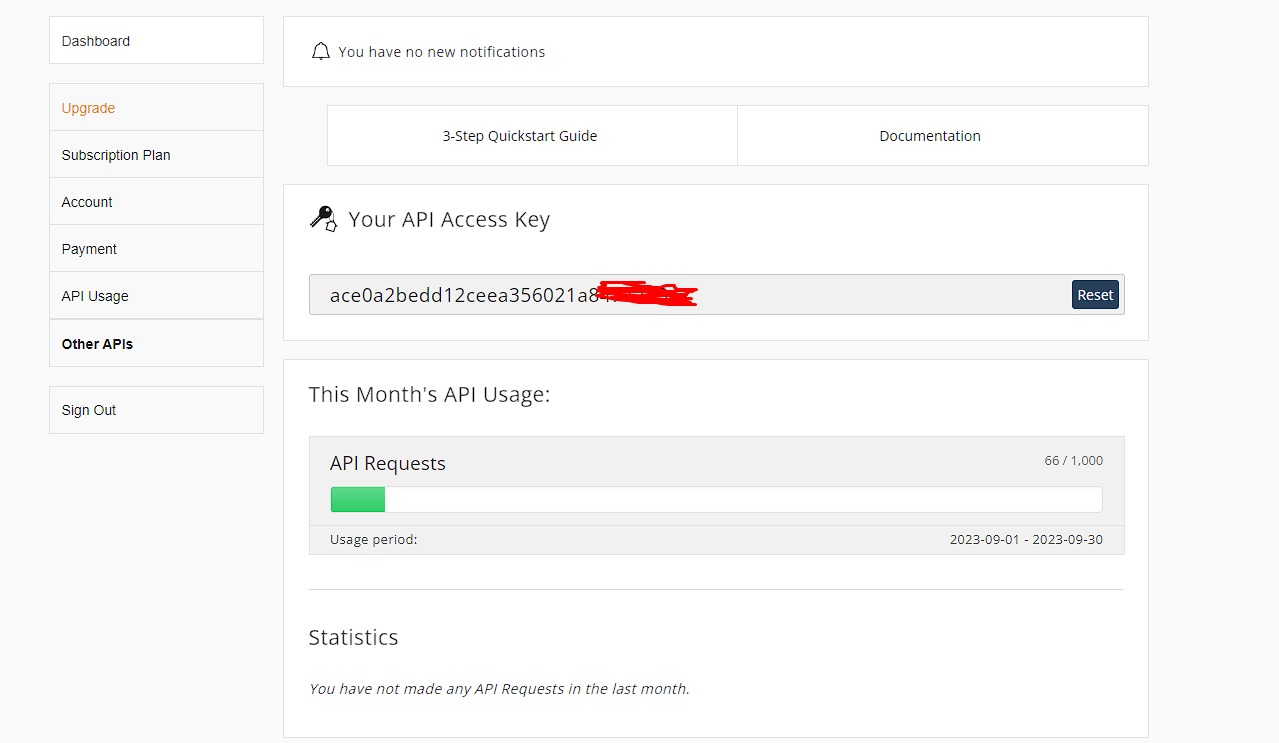 Dashboard
Upgrade
Subscription Plan
Account
Payment
API Usage
Other APIs
Sign Out
You have no new notifications
3-Step Quickstart Guide
Documentation
Your API Access Key
ace0a2bedd12ceea356021a8
Reset
This Month's API Usage:
API Requests
66 / 1,000
Usage period:
2023-09-01 - 2023-09-30
Statistics
You have not made any API Requests in the last month.